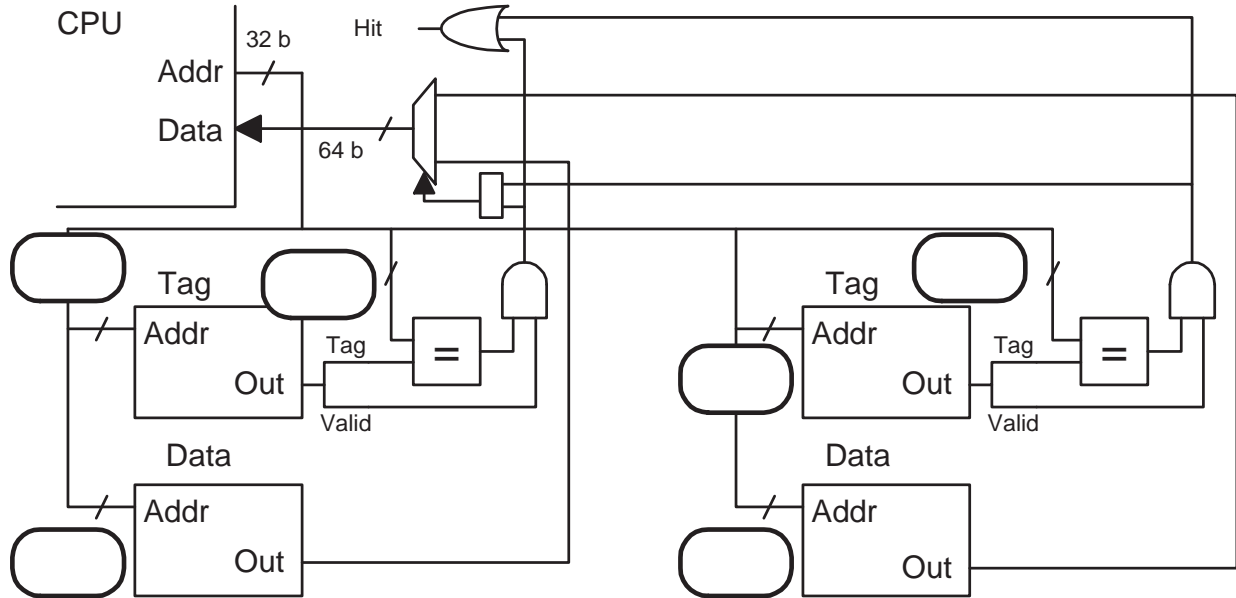 CPU
Hit
32 b
Addr
Data
64 b
Tag
Addr
Tag
=
Out
Valid
Data
Addr
Out
Tag
Addr
Tag
=
Out
Valid
Data
Addr
Out